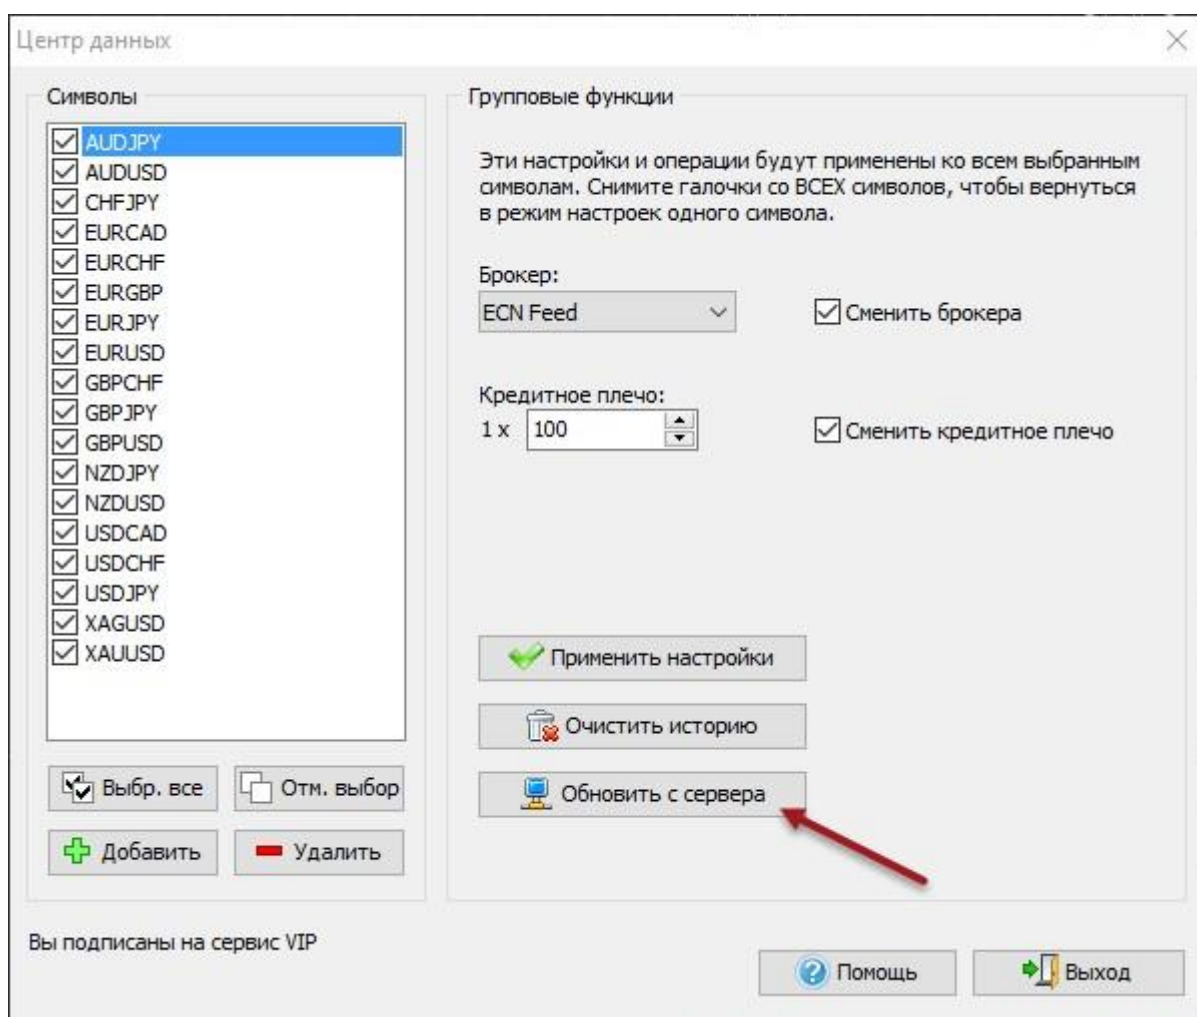 Центр данных
Символы
AUDJPY
AUDUSD
CHFJPY
EURCAD
EURCHF
EURGBP
EURJPY
EURUSD
GBPCHF
GBPJPY
GBPUSD
NZDJPY
NZDUSD
USDCAD
USDCHF
USDJPY
XAGUSD
XAUUSD
Выбр. все
Отм. выбор
Добавить
Удалить
Групповые функции
Эти настройки и операции будут применены ко всем выбранным
символам. Снимите галочки со ВСЕХ символов, чтобы вернуться
в режим настроек одного символа.
Брокер:
ECN Feed
Сменить брокера
Кредитное плечо:
1 x 100
Сменить кредитное плечо
Применить настройки
Очистить историю
Обновить с сервера
Вы подписаны на сервис VIP
Помощь
Выход